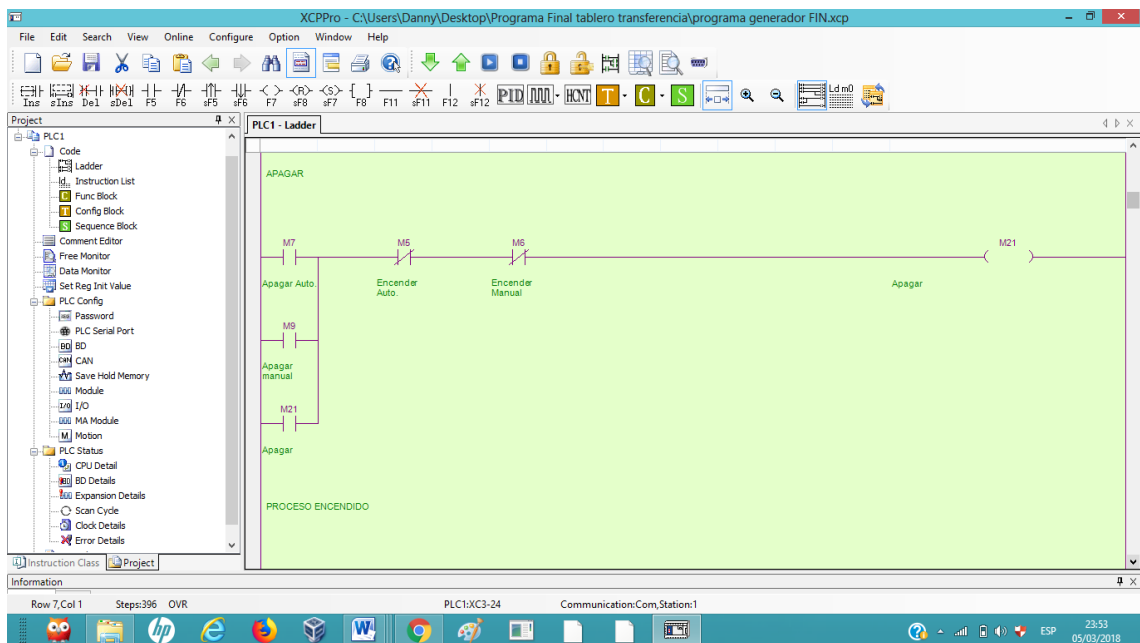 XCPPro - C:\Users\Danny\Desktop\Programa Final tablero transferencia\programa generador FIN.xcp
File Edit Search View Online Configure Option Window Help
Ins sIns Del sDel F5 F6 sF5 sF6 F7 sF8 sF7 F8 F11 sF11 F12 sF12 PID HCNT T C S Ld m0
Project
PLC1
Code
Ladder
Instruction List
Func Block
Config Block
Sequence Block
Comment Editor
Free Monitor
Data Monitor
Set Reg Init Value
PLC Config
Password
PLC Serial Port
BD
CAN
Save Hold Memory
Module
I/O
MA Module
Motion
PLC Status
CPU Detail
BD Details
Expansion Details
Scan Cycle
Clock Details
Error Details
Instruction Class Project
PLC1 - Ladder
APAGAR
M7 M5 M6 M21
Apagar Auto. Encender Auto. Encender Manual Apagar
M9
Apagar manual
M21
Apagar
PROCESO ENCENDIDO
Information
Row 7,Col 1 Steps:396 OVR PLC1:XC3-24 Communication:Com,Station:1
ESP 23:53
05/03/2018